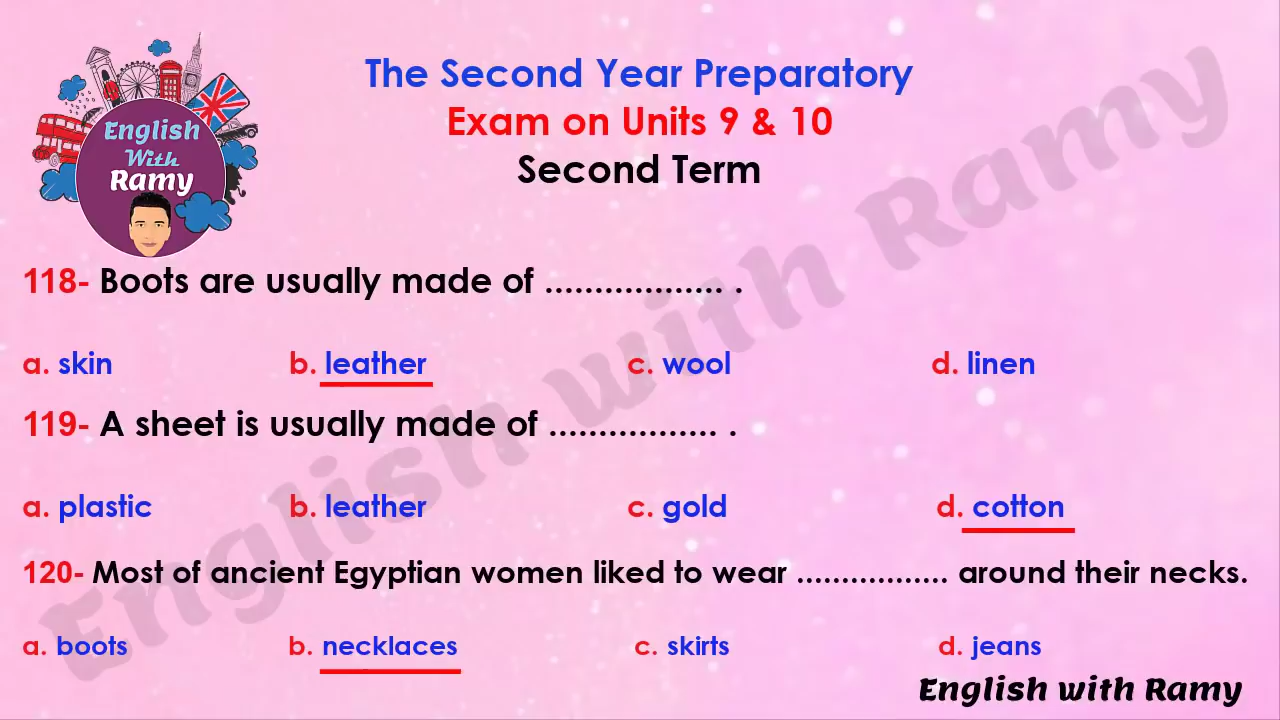 English
With
Ramy
The Second Year Preparatory
Exam on Units 9 & 10
Second Term
118- Boots are usually made of .................. .
a. skin b. leather c. wool d. linen
119- A sheet is usually made of ................. .
a. plastic b. leather c. gold d. cotton
120- Most of ancient Egyptian women liked to wear ................. around their necks.
a. boots b. necklaces c. skirts d. jeans
English with Ramy
English with Ramy